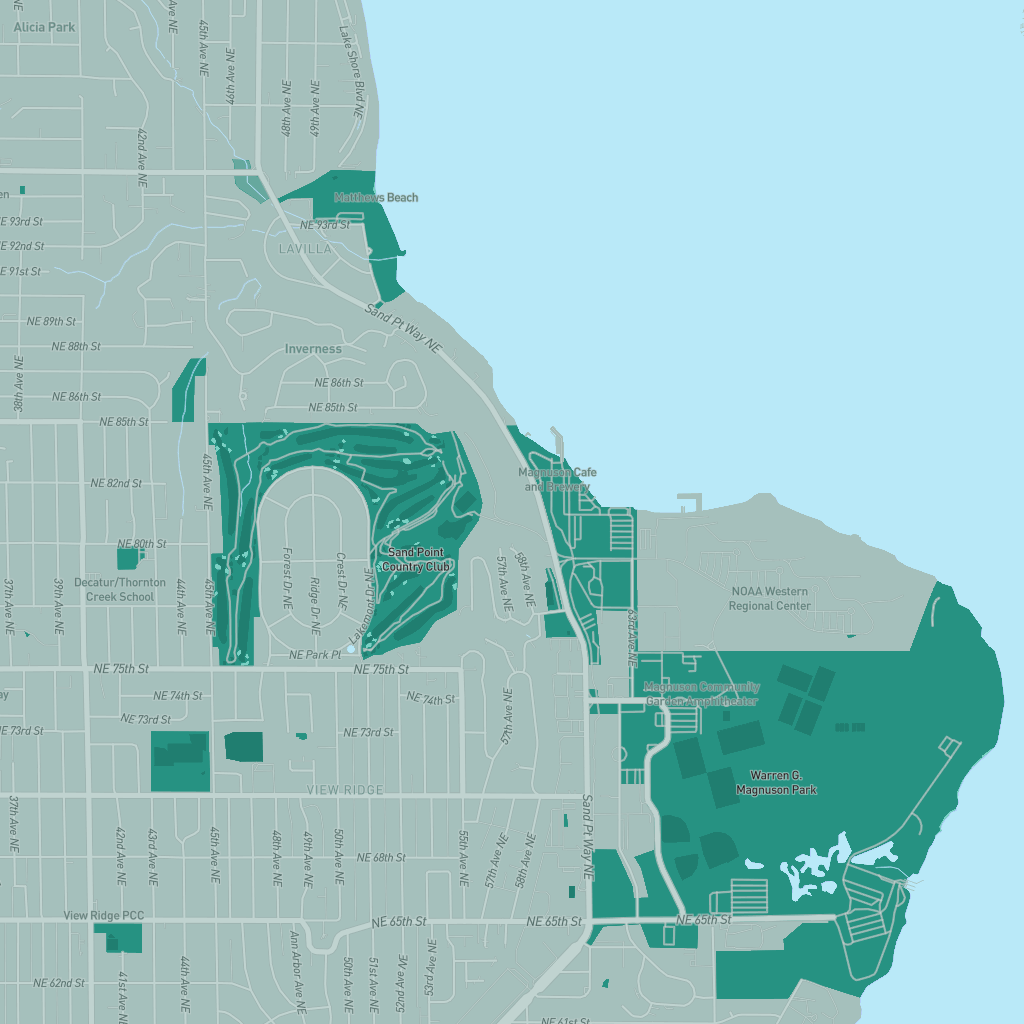 Alicia Park
45th Ave NE
46th Ave NE
48th Ave NE
49th Ave NE
Lake Shore Blvd NE
42nd Ave NE
Matthews Beach
NE 93rd St
NE 93rd St
LAVILLA
NE 92nd St
NE 91st St
Sand Pt Way NE
NE 89th St
NE 88th St
Inverness
38th Ave NE
NE 86th St
NE 86th St
NE 85th St
NE 85th St
45th Ave NE
NE 82nd St
Magnuson Cafe
and Brewery
NE 80th St
Sand Point
Country Club
Decatur/Thornton
Creek School
37th Ave NE
39th Ave NE
44th Ave NE
45th Ave NE
Forest Dr NE
Ridge Dr NE
Crest Dr NE
Lakemont Dr NE
57th Ave NE
58th Ave NE
NOAA Western
Regional Center
63rd Ave NE
NE Park Pl
NE 75th St
NE 75th St
NE 74th St
NE 74th St
Magnuson Community
Garden Amphitheater
57th Ave NE
NE 73rd St
NE 73rd St
NE 73rd St
Warren G.
Magnuson Park
VIEW RIDGE
37th Ave NE
42nd Ave NE
43rd Ave NE
45th Ave NE
48th Ave NE
49th Ave NE
50th Ave NE
NE 68th St
55th Ave NE
57th Ave NE
58th Ave NE
Sand Pt Way NE
View Ridge PCC
NE 65th St
NE 65th St
NE 65th St
NE 62nd St
41st Ave NE
44th Ave NE
Ann Arbor Ave NE
50th Ave NE
51st Ave NE
52nd Ave NE
53rd Ave NE
NE 61st St